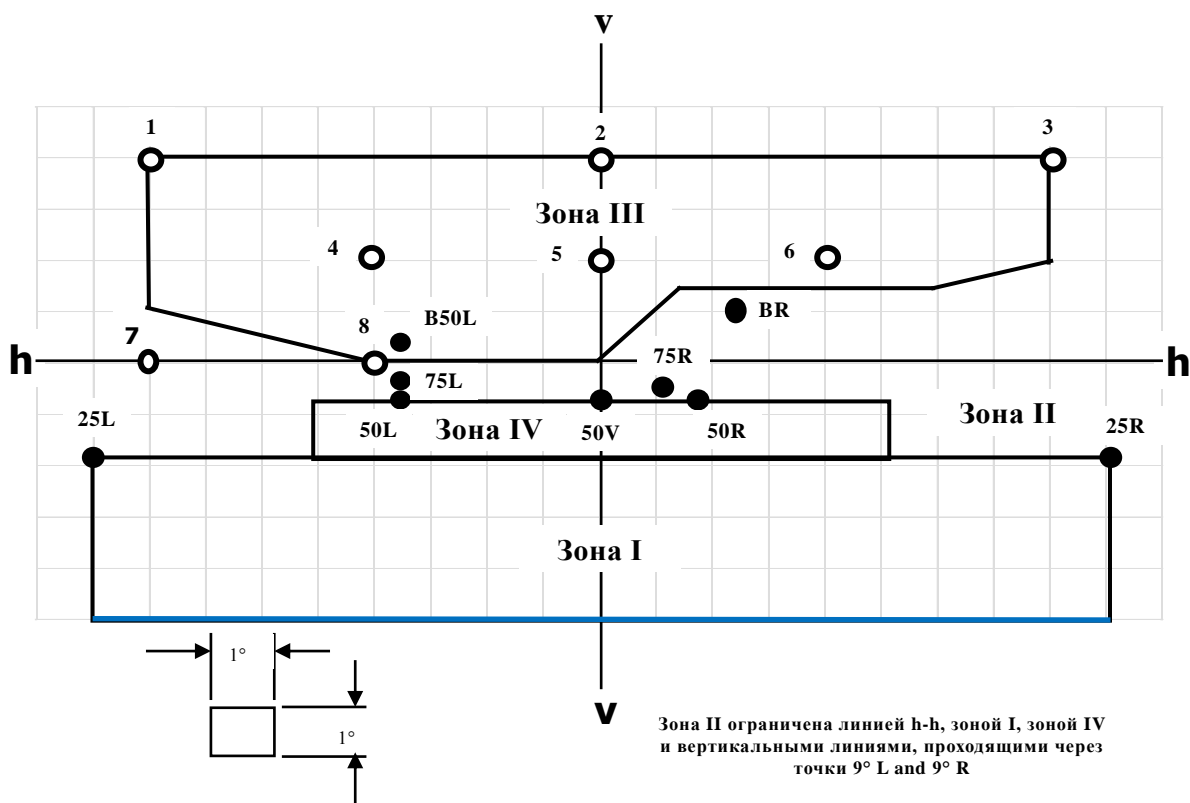 v
1
2
3
Зона III
4
5
6
B50L
BR
7
8
h
h
75R
75L
25L
50L
Зона IV
50V
50R
Зона II
25R
Зона I
1°
1°
v
Зона II ограничена линией h-h, зоной I, зоной IV
и вертикальными линиями, проходящими через
точки 9° L and 9° R